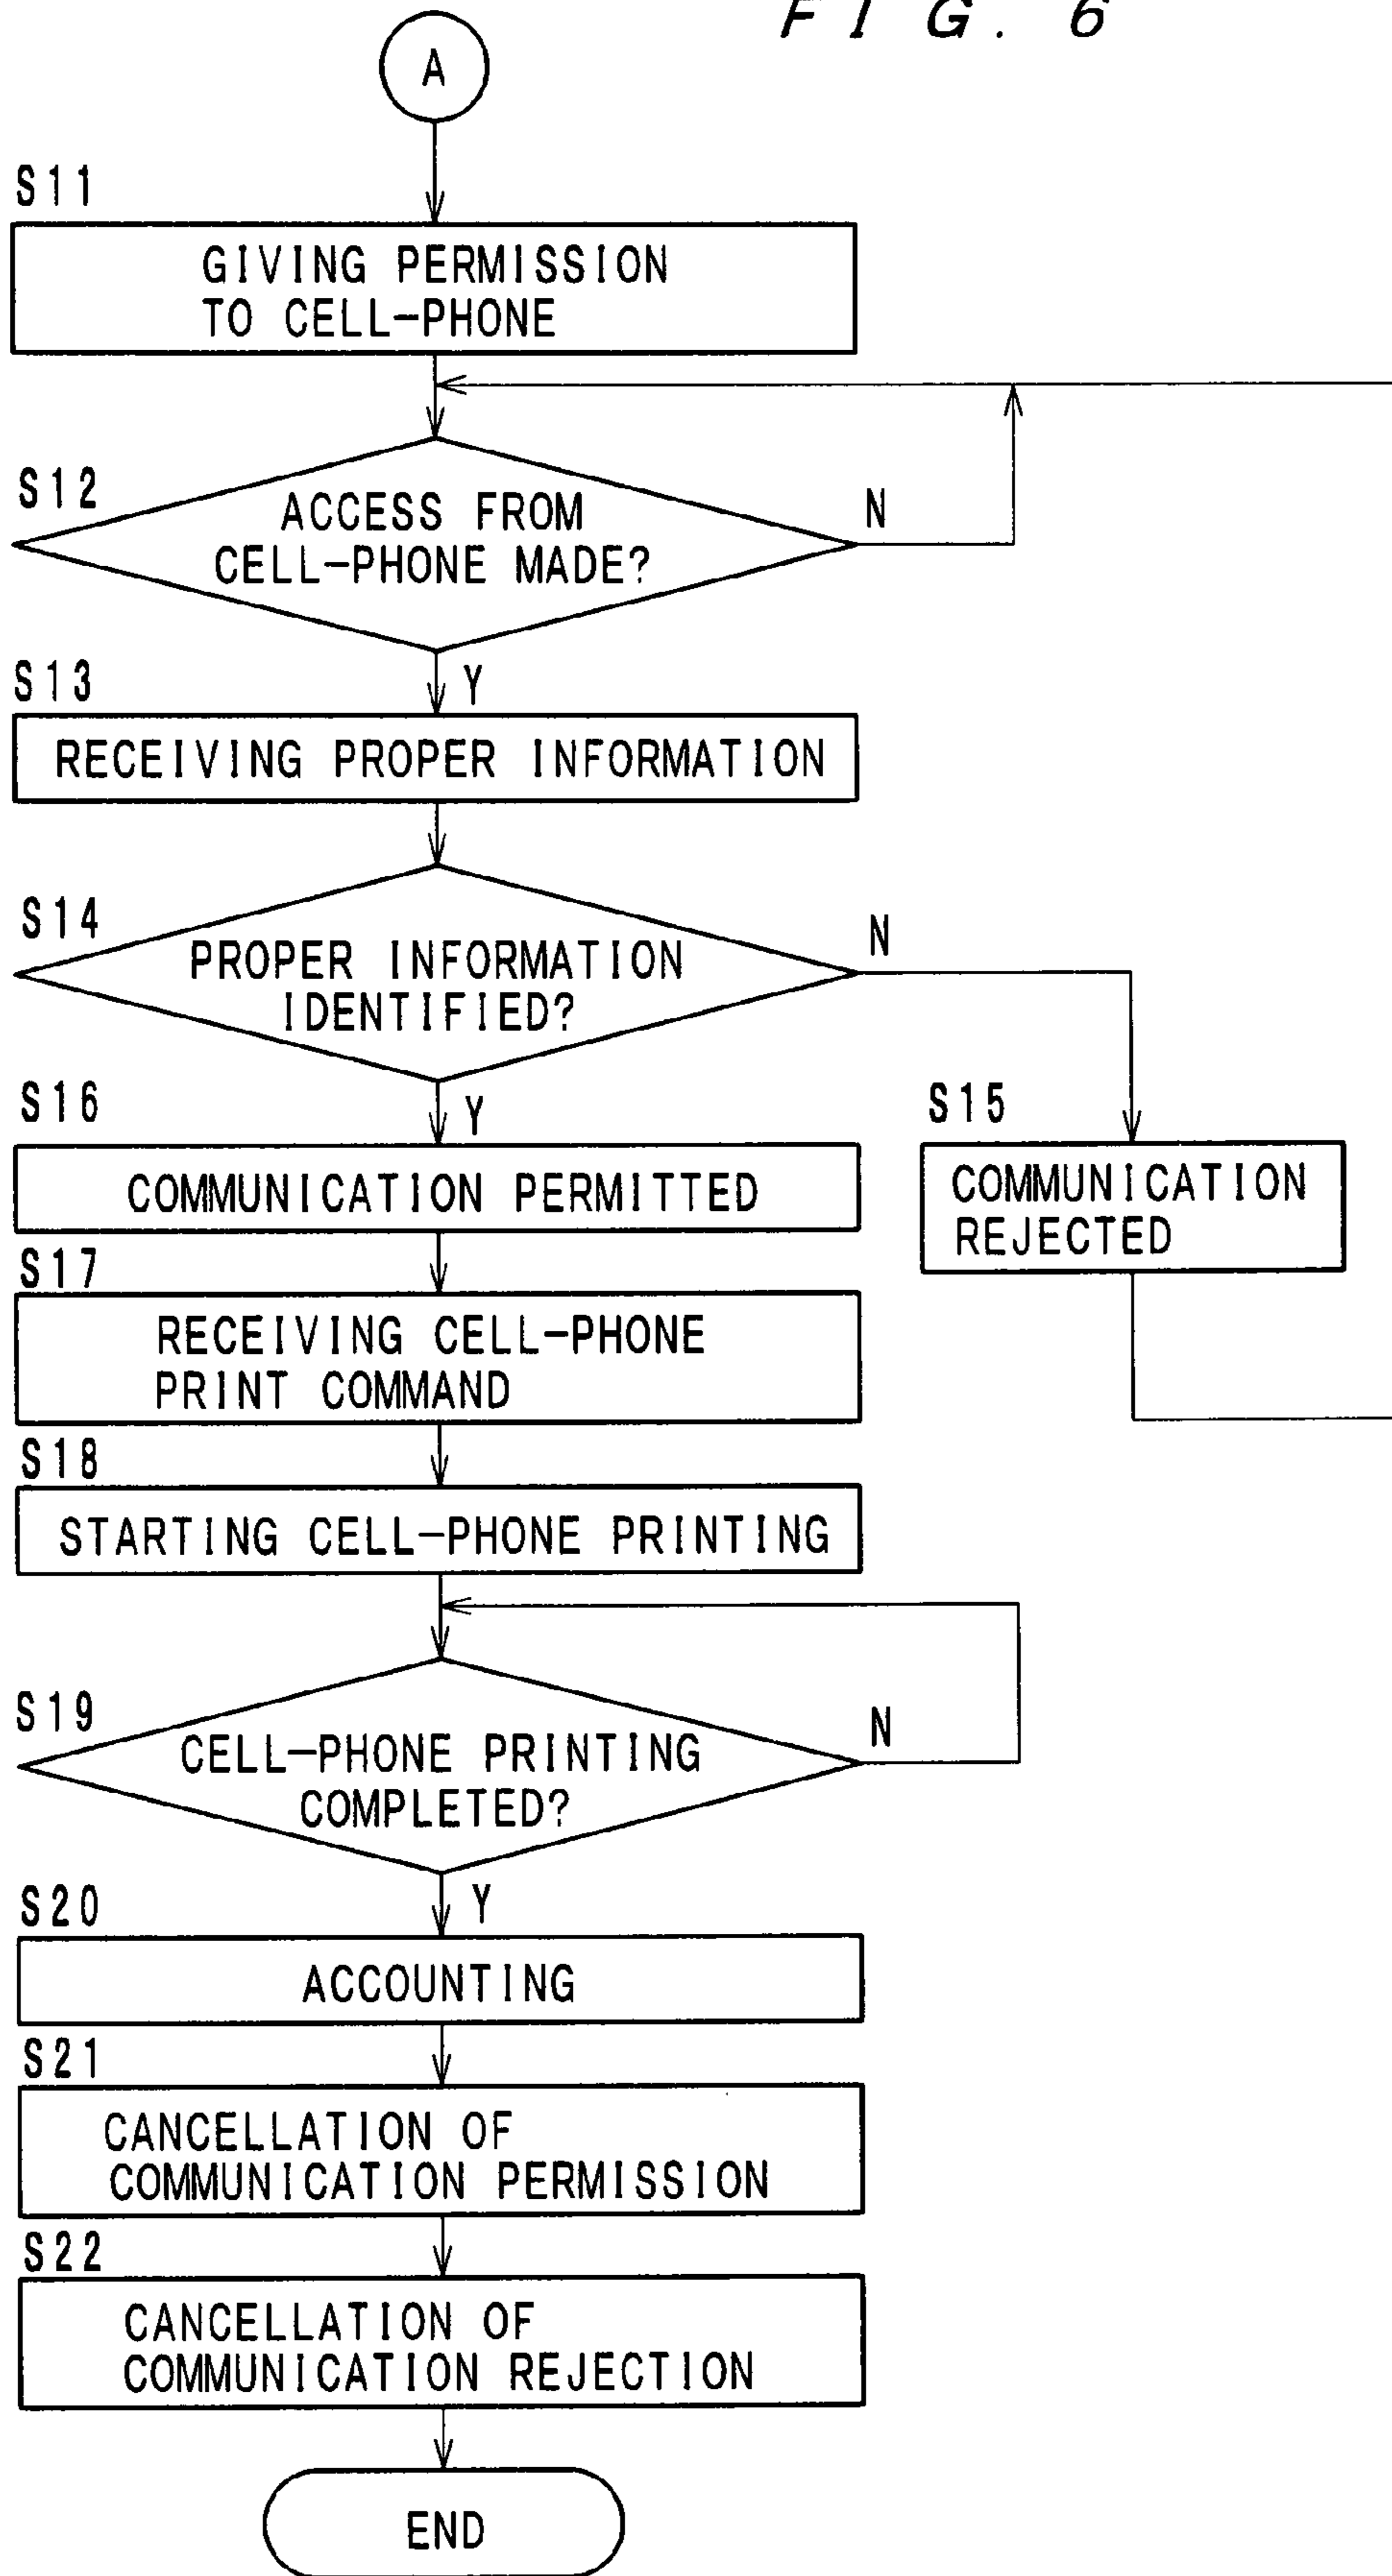 FIG. 6
A
S11
GIVING PERMISSION
TO CELL-PHONE
S12
ACCESS FROM
CELL-PHONE MADE?
N
Y
S13
RECEIVING PROPER INFORMATION
S14
PROPER INFORMATION
IDENTIFIED?
N
Y
S15
COMMUNICATION
REJECTED
S16
COMMUNICATION PERMITTED
S17
RECEIVING CELL-PHONE
PRINT COMMAND
S18
STARTING CELL-PHONE PRINTING
S19
CELL-PHONE PRINTING
COMPLETED?
N
Y
S20
ACCOUNTING
S21
CANCELLATION OF
COMMUNICATION PERMISSION
S22
CANCELLATION OF
COMMUNICATION REJECTION
END